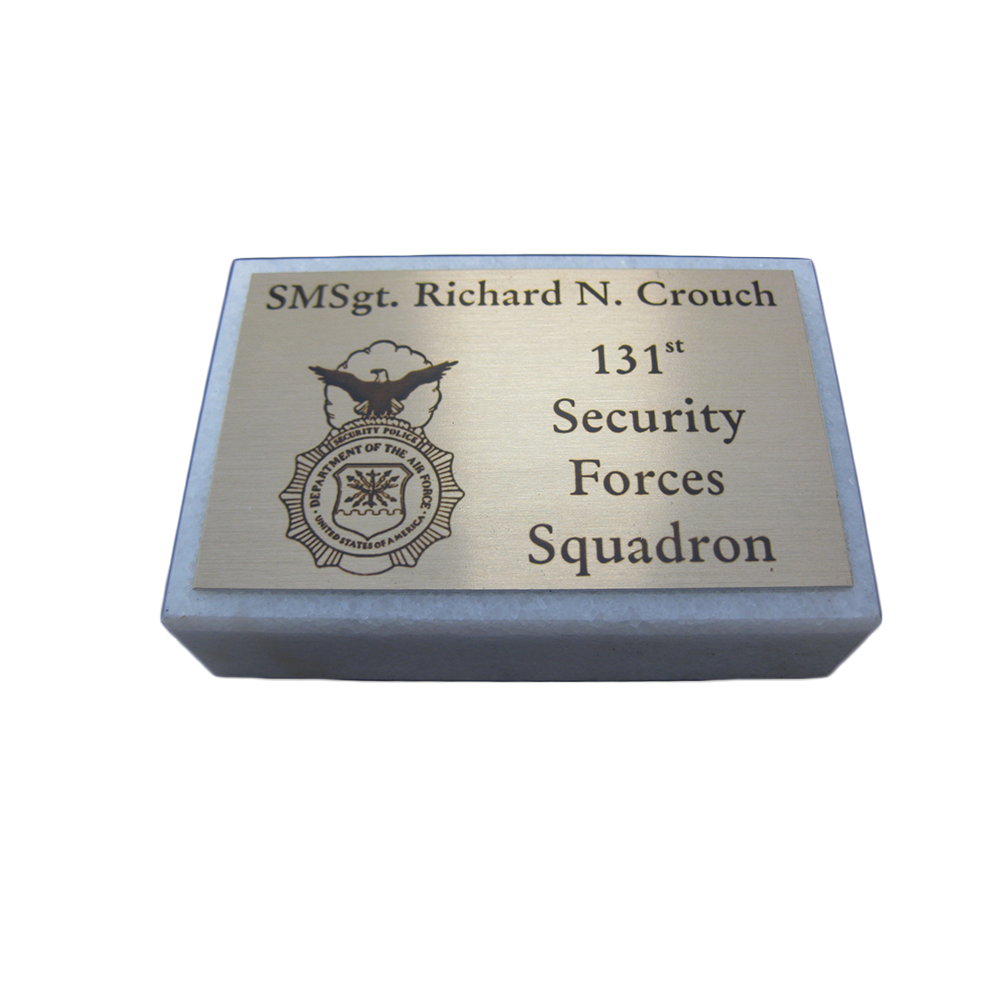 SMSgt. Richard N. Crouch
131st
Security
Forces
Squadron
SECURITY POLICE
DEPARTMENT OF THE AIR FORCE
UNITED STATES OF AMERICA